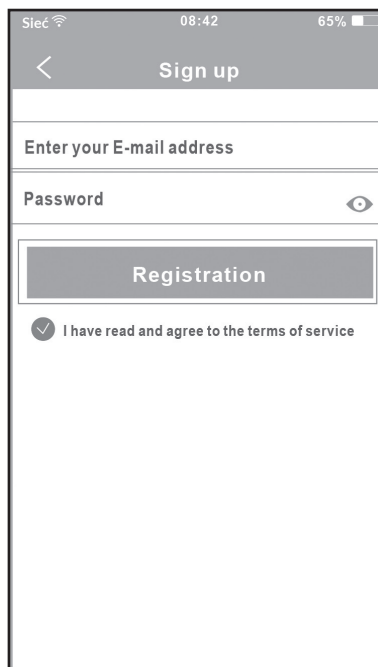 Sieć 08:42 65%
Sign up
Enter your E-mail address
Password
Registration
I have read and agree to the terms of service